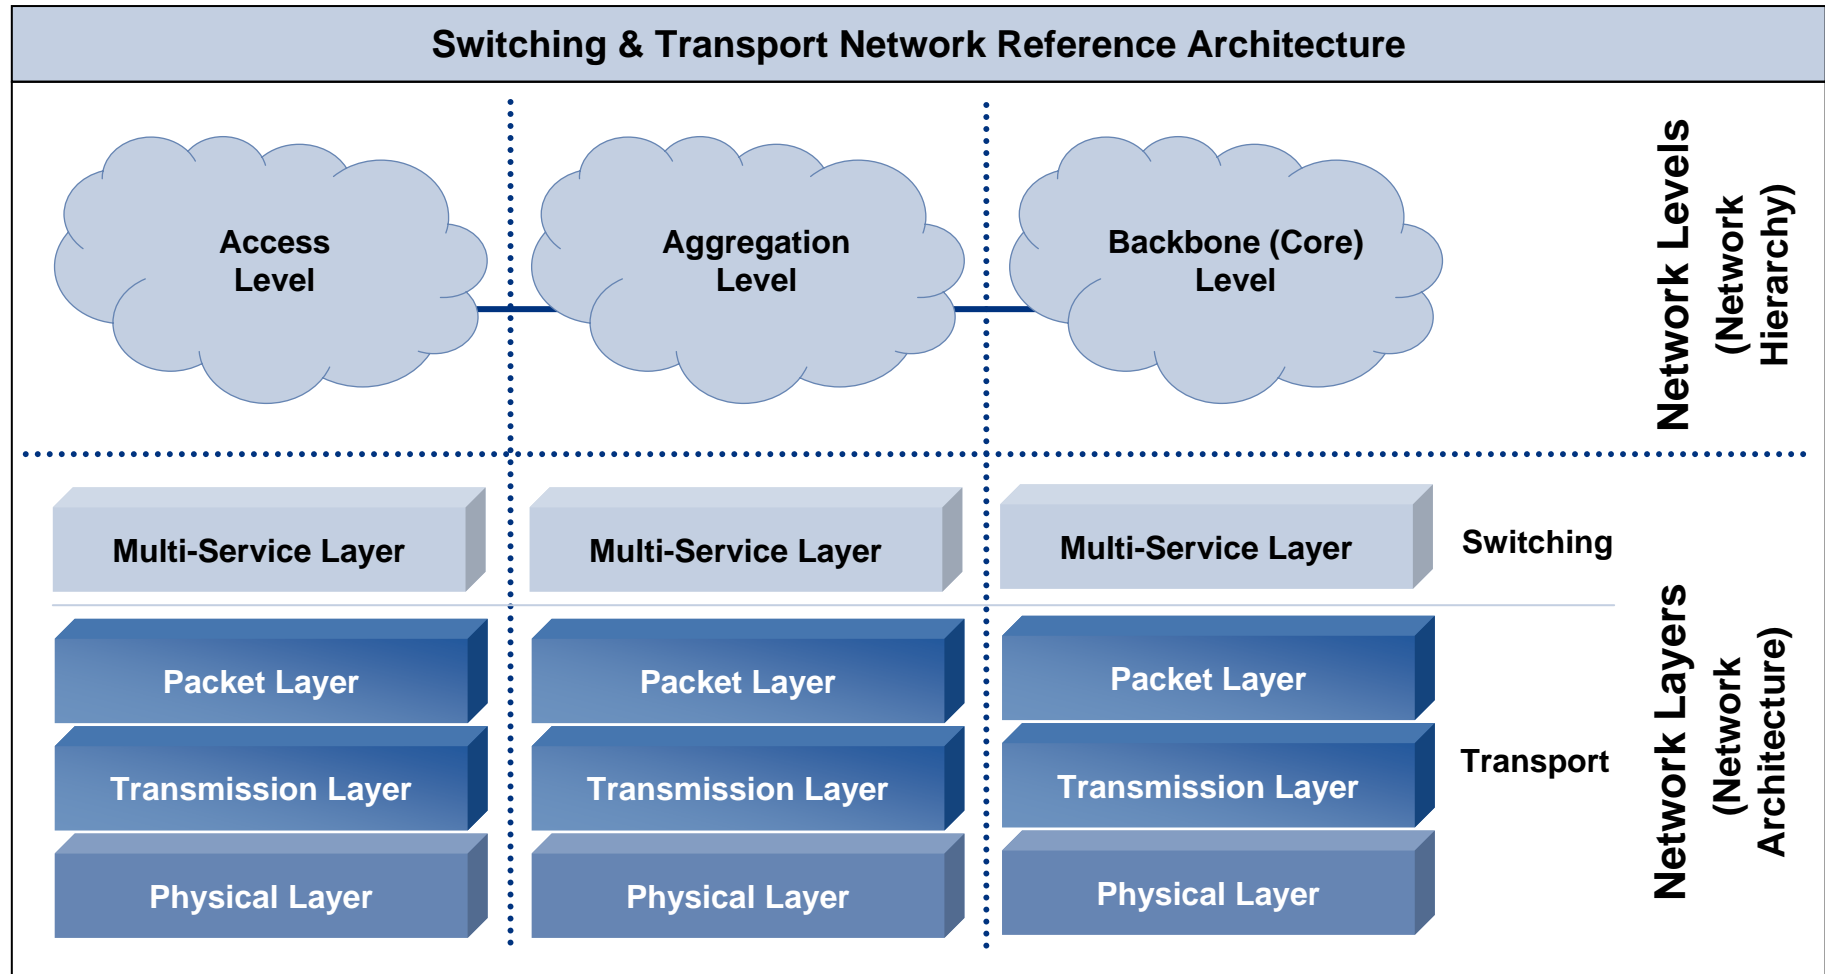 Switching & Transport Network Reference Architecture
Access
Level
Aggregation
Level
Backbone (Core)
Level
Network Levels
(Network
Hierarchy)
Multi-Service Layer
Multi-Service Layer
Multi-Service Layer
Switching
Packet Layer
Packet Layer
Packet Layer
Transmission Layer
Transmission Layer
Transmission Layer
Transport
Physical Layer
Physical Layer
Physical Layer
Network Layers
(Network
Architecture)